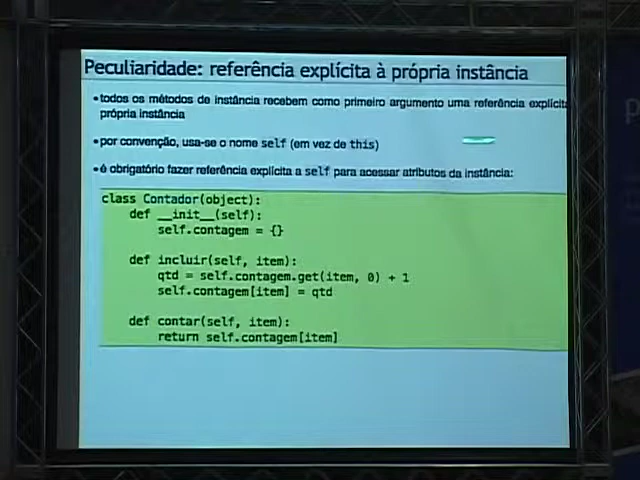 Peculiaridade: referência explícita à própria instância
•todos os métodos de instância recebem como primeiro argumento uma referência explícit
própria instância
•por convenção, usa-se o nome self (em vez de this)
•é obrigatório fazer referência explícita a self para acessar atributos da instância:
class Contador(object):
def __init__(self):
self.contagem = {}
def incluir(self, item):
qtd = self.contagem.get(item, 0) + 1
self.contagem[item] = qtd
def contar(self, item):
return self.contagem[item]